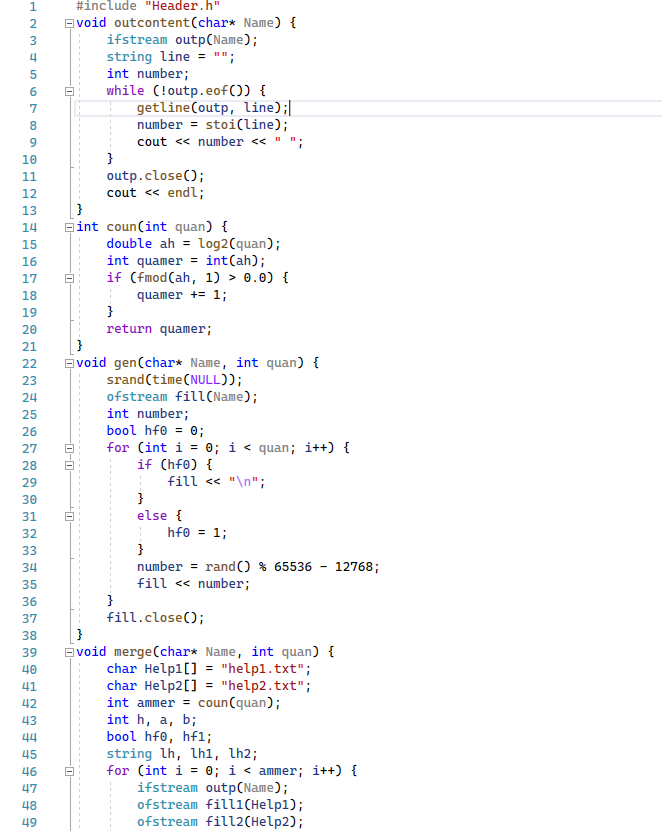 1 #include "Header.h"
2 void outcontent(char* Name) {
3 ifstream outp(Name);
4 string line = "";
5 int number;
6 while (!outp.eof()) {
7 getline(outp, line);
8 number = stoi(line);
9 cout << number << " ";
10 }
11 outp.close();
12 cout << endl;
13 }
14 int coun(int quan) {
15 double ah = log2(quan);
16 int quamer = int(ah);
17 if (fmod(ah, 1) > 0.0) {
18 quamer += 1;
19 }
20 return quamer;
21 }
22 void gen(char* Name, int quan) {
23 srand(time(NULL));
24 ofstream fill(Name);
25 int number;
26 bool hf0 = 0;
27 for (int i = 0; i < quan; i++) {
28 if (hf0) {
29 fill << "\n";
30 }
31 else {
32 hf0 = 1;
33 }
34 number = rand() % 65536 - 12768;
35 fill << number;
36 }
37 fill.close();
38 }
39 void merge(char* Name, int quan) {
40 char Help1[] = "help1.txt";
41 char Help2[] = "help2.txt";
42 int ammer = coun(quan);
43 int h, a, b;
44 bool hf0, hf1;
45 string lh, lh1, lh2;
46 for (int i = 0; i < ammer; i++) {
47 ifstream outp(Name);
48 ofstream fill1(Help1);
49 ofstream fill2(Help2);